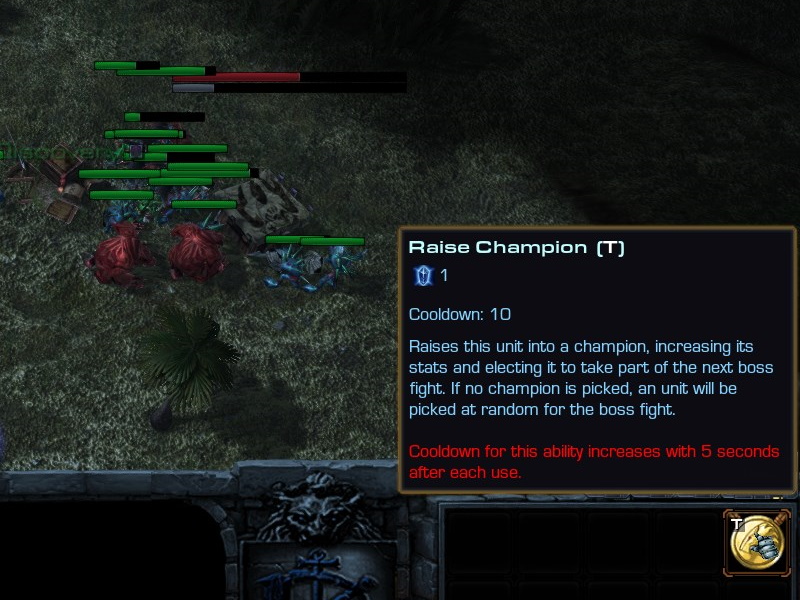 Raise Champion (T)
1
Cooldown: 10
Raises this unit into a champion, increasing its
stats and electing it to take part of the next boss
fight. If no champion is picked, an unit will be
picked at random for the boss fight.
Cooldown for this ability increases with 5 seconds
after each use.
T